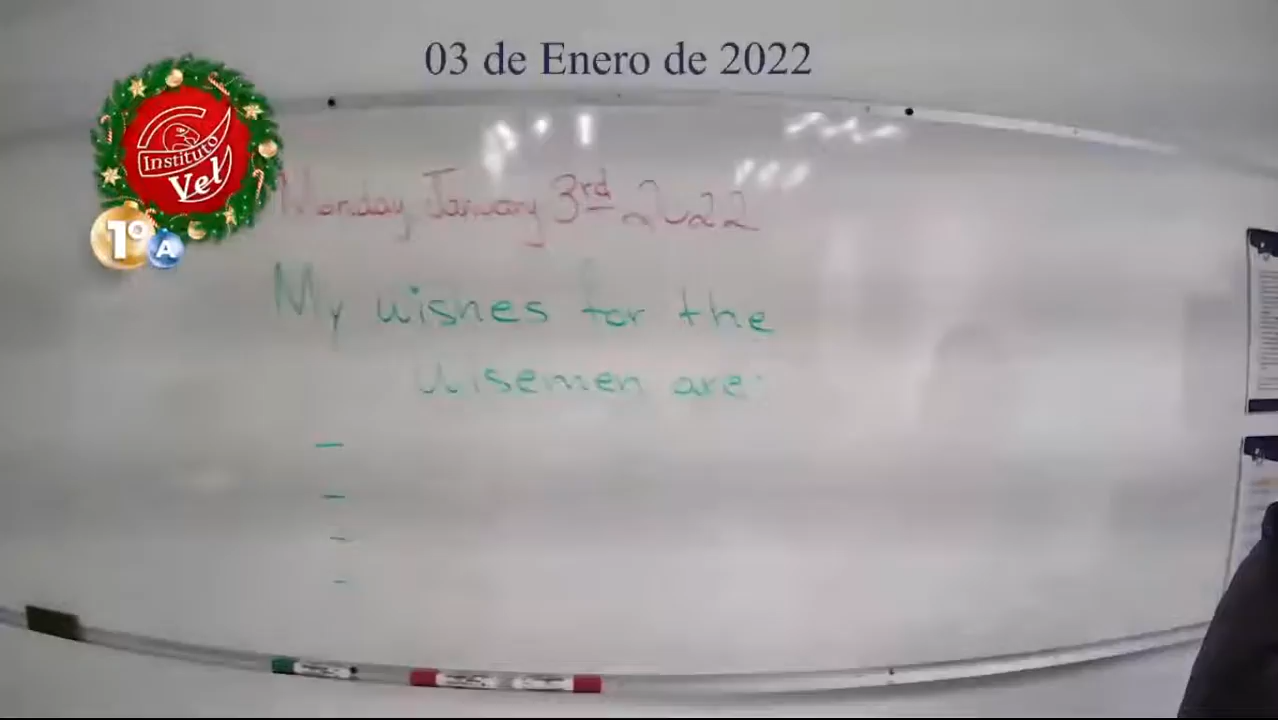 03 de Enero de 2022
Instituto
Vel
1° A
Monday January 3rd 2022
My wishes for the
wisemen are:
-
-
-
-